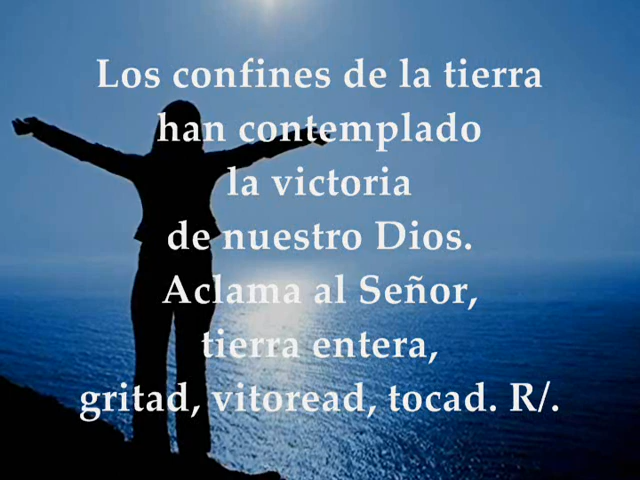 Los confines de la tierra
han contemplado
la victoria
de nuestro Dios.
Aclama al Señor,
tierra entera,
gritad, vitoread, tocad. R/.